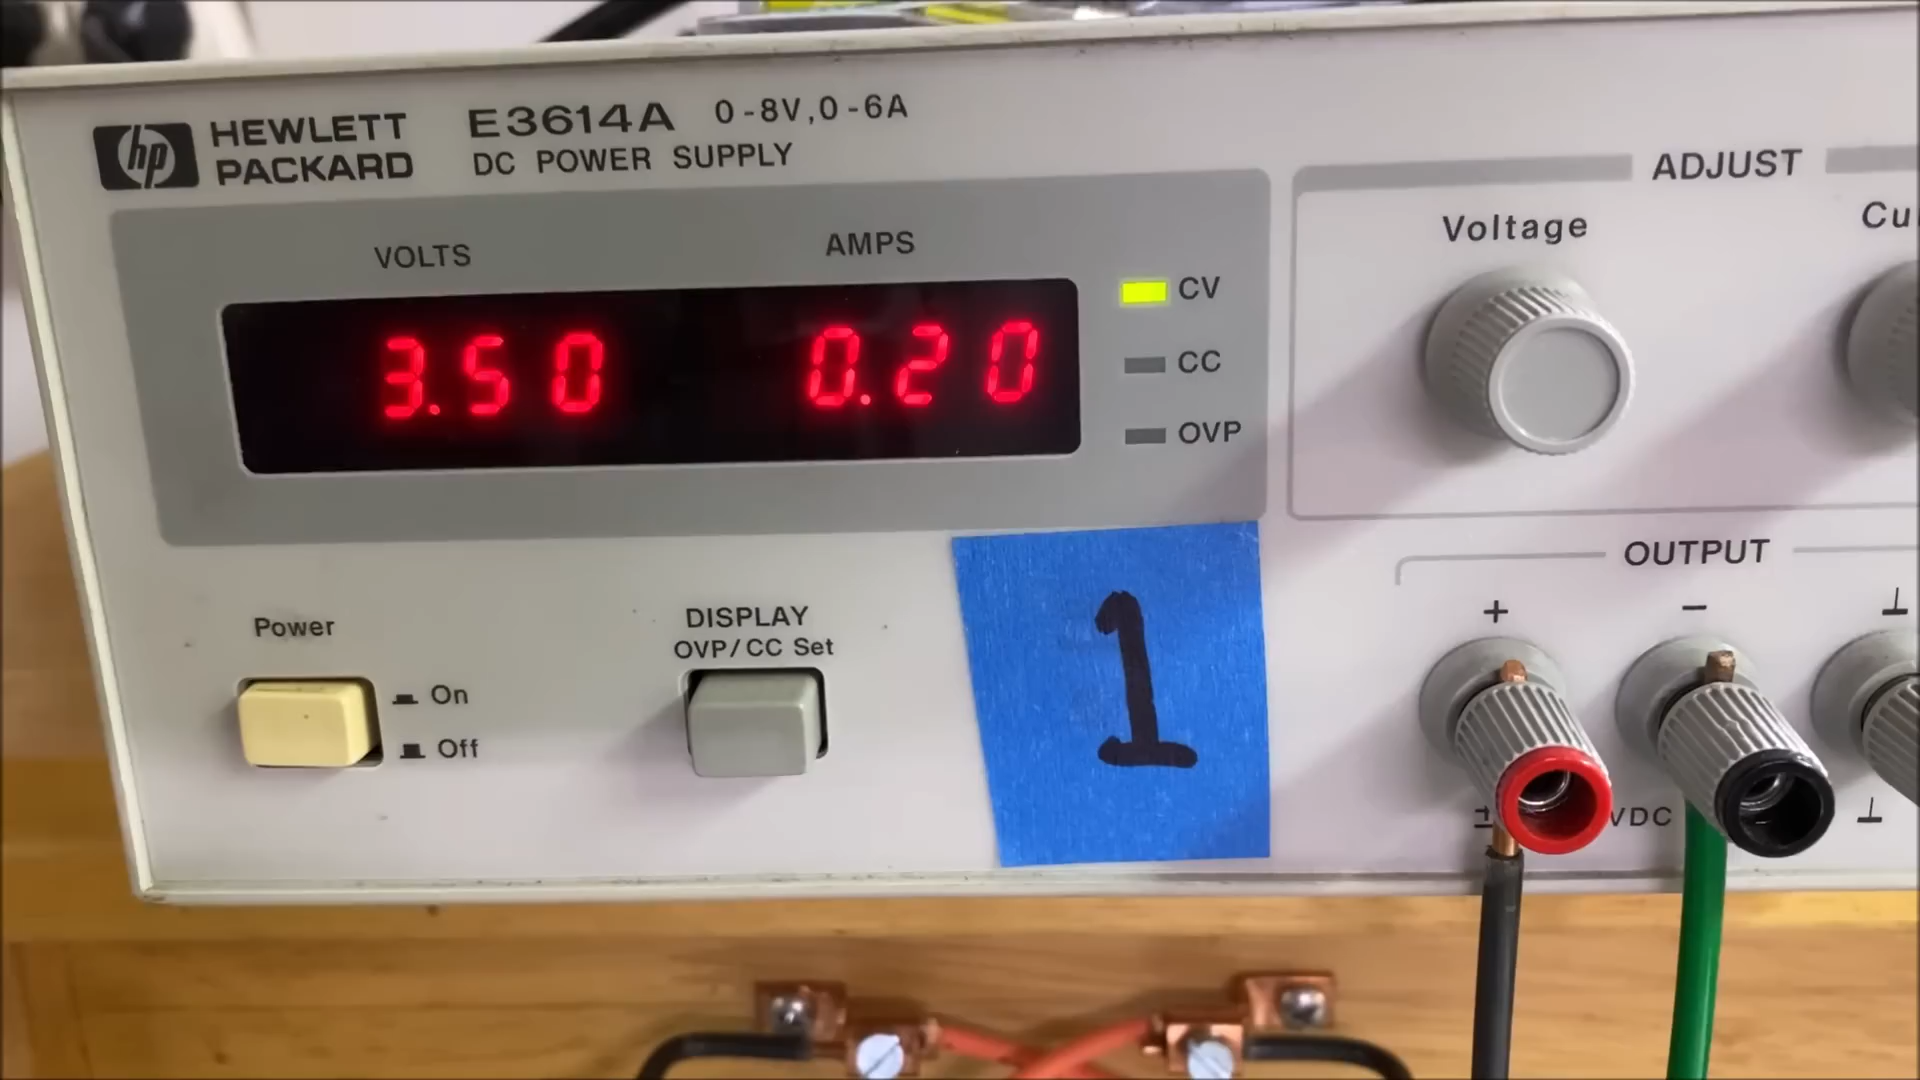 hp HEWLETT PACKARD
E3614A 0-8V,0-6A
DC POWER SUPPLY
VOLTS AMPS
3.50 0.20
CV
CC
OVP
ADJUST
Voltage
Power
On
Off
DISPLAY
OVP/CC Set
1
OUTPUT
+ − ⊥
VDC ⊥